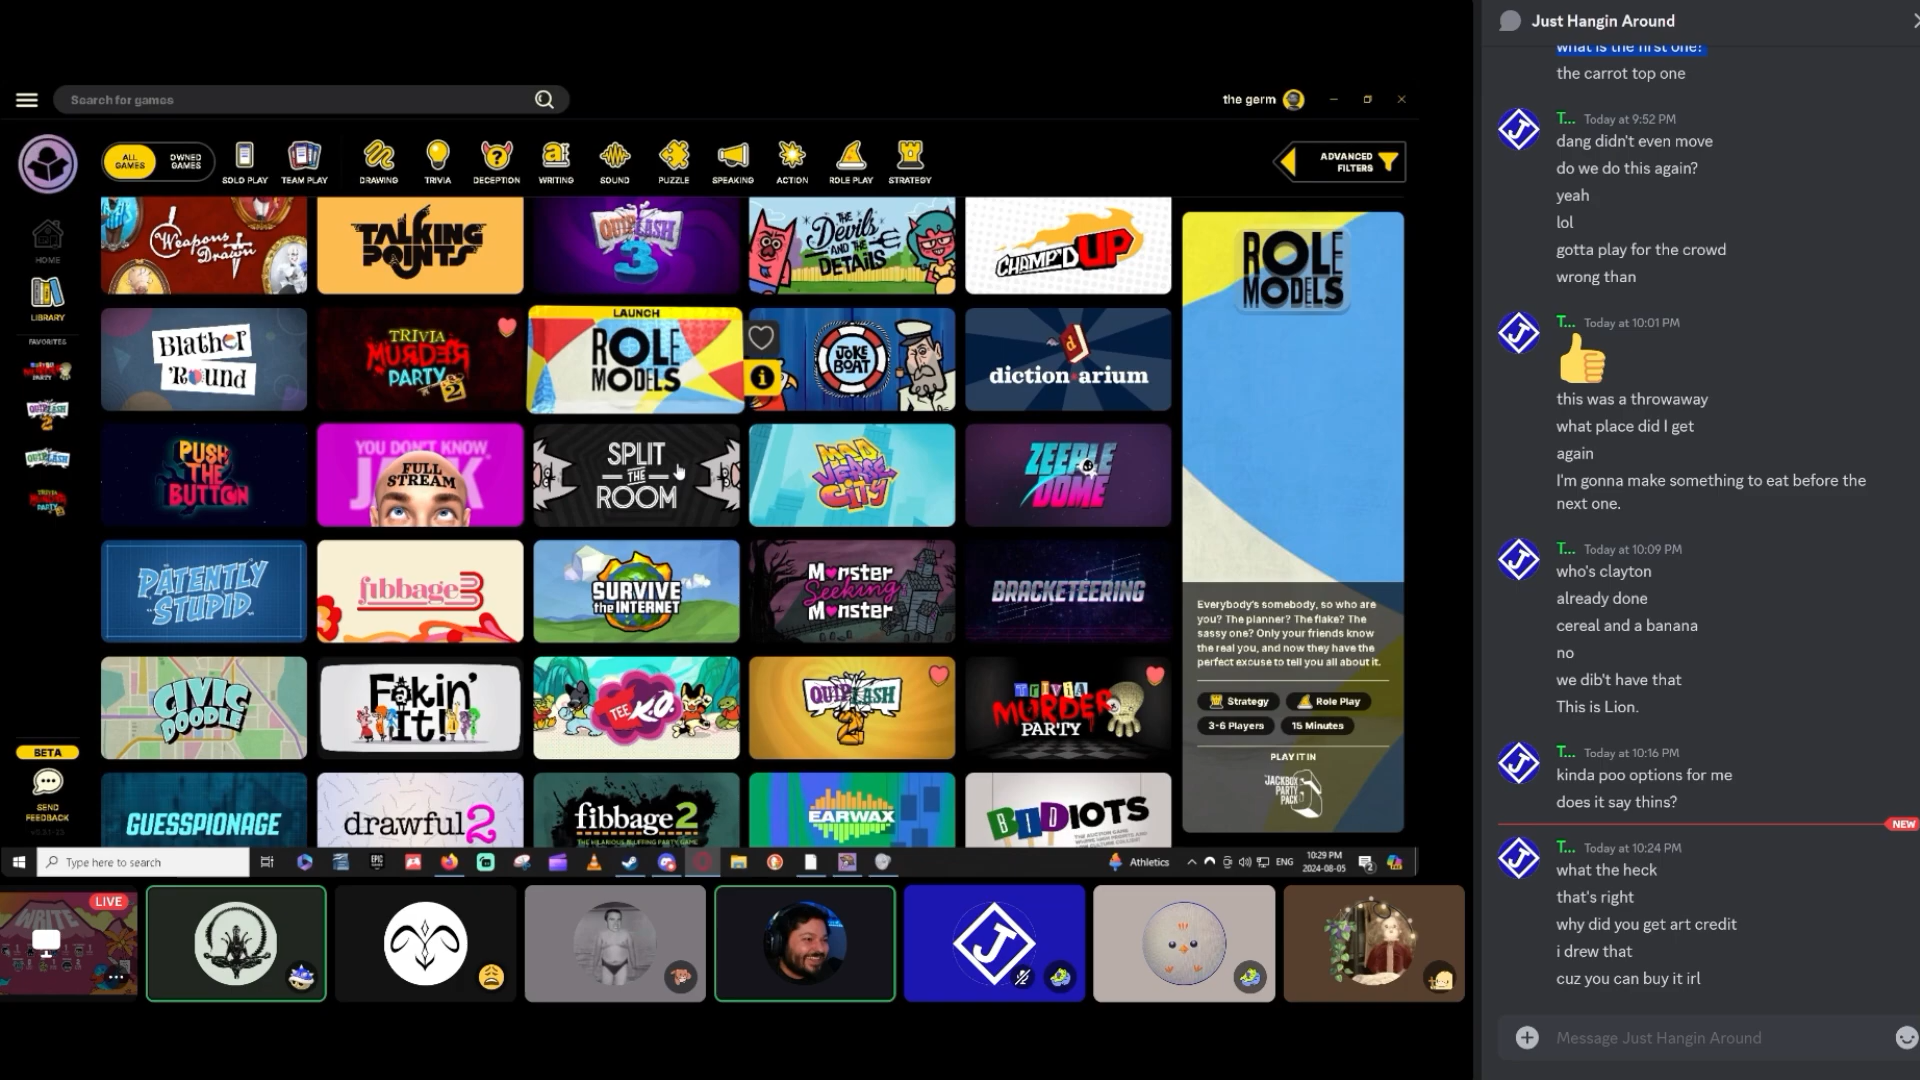 Search for games
the germ
ALL GAMES
OWNED GAMES
SOLO PLAY
TEAM PLAY
DRAWING
TRIVIA
DECEPTION
WRITING
SOUND
PUZZLE
SPEAKING
ACTION
ROLE PLAY
STRATEGY
ADVANCED FILTERS
HOME
LIBRARY
FAVORITES
BETA
SEND FEEDBACK
Weapons Drawn
TALKING POINTS
QUIPLASH 3
THE Devils AND THE DETAILS
CHAMP'D UP
Blather 'Round
TRIVIA MURDER PARTY 2
LAUNCH
ROLE MODELS
JOKE BOAT
dictionarium
PUSH THE BUTTON
YOU DON'T KNOW JACK
FULL STREAM
SPLIT THE ROOM
MAD VERSE CITY
ZEEPLE DOME
PATENTLY STUPID
fibbage 3
SURVIVE the INTERNET
Monster Seeking Monster
BRACKETEERING
CIVIC DOODLE
Fakin' It!
TEE K.O.
QUIPLASH 2
TRIVIA MURDER PARTY
GUESSPIONAGE
drawful 2
fibbage 2
THE HILARIOUS BLUFFING PARTY GAME
EARWAX
BIDIOTS
ROLE MODELS
Everybody's somebody, so who are
you? The planner? The flake? The
sassy one? Only your friends know
the real you, and now they have the
perfect excuse to tell you all about it.
Strategy
Role Play
3-6 Players
15 Minutes
PLAY IT IN
JACKBOX PARTY PACK
Type here to search
Athletics
ENG
10:29 PM
2024-08-05
LIVE
WRITE
Just Hangin Around
what is the first one?
the carrot top one
T... Today at 9:52 PM
dang didn't even move
do we do this again?
yeah
lol
gotta play for the crowd
wrong than
T... Today at 10:01 PM
this was a throwaway
what place did I get
again
I'm gonna make something to eat before the
next one.
T... Today at 10:09 PM
who's clayton
already done
cereal and a banana
no
we dib't have that
This is Lion.
T... Today at 10:16 PM
kinda poo options for me
does it say thins?
NEW
T... Today at 10:24 PM
what the heck
that's right
why did you get art credit
i drew that
cuz you can buy it irl
Message Just Hangin Around